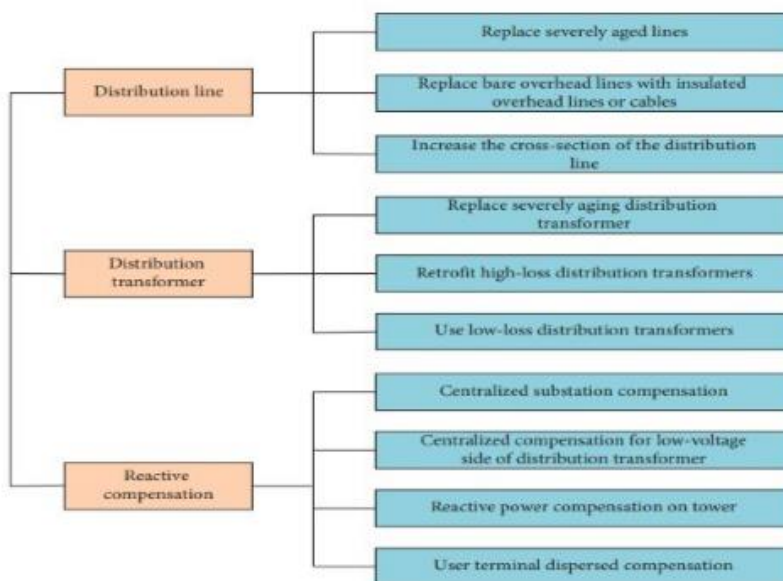 Distribution line
Replace severely aged lines
Replace bare overhead lines with insulated
overhead lines or cables
Increase the cross-section of the distribution
line
Distribution
transformer
Replace severely aging distribution
transformer
Retrofit high-loss distribution transformers
Use low-loss distribution transformers
Reactive
compensation
Centralized substation compensation
Centralized compensation for low-voltage
side of distribution transformer
Reactive power compensation on tower
User terminal dispersed compensation